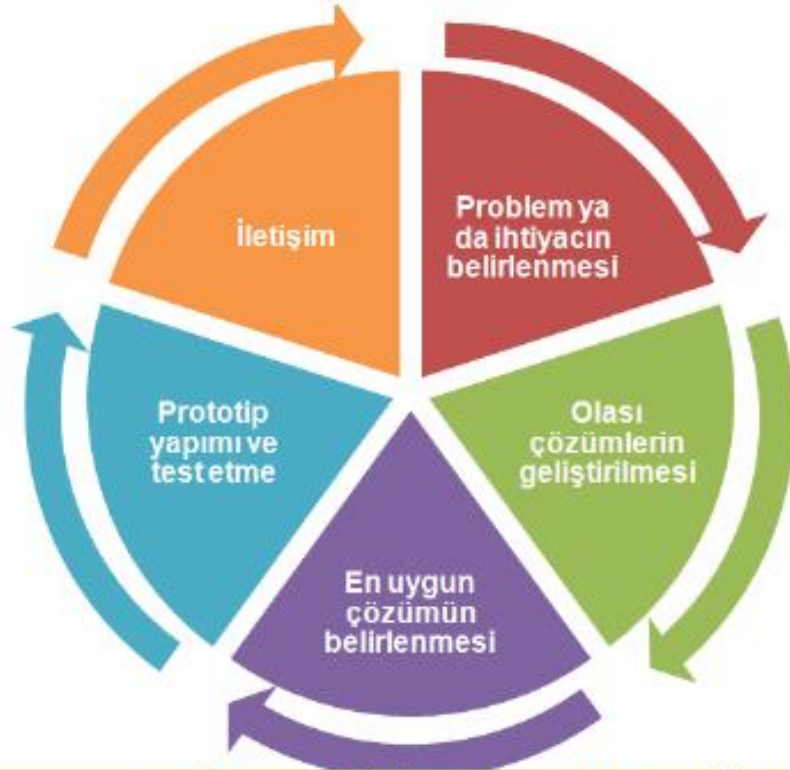 Problem ya
da ihtiyacın
belirlenmesi
Olası
çözümlerin
geliştirilmesi
En uygun
çözümün
belirlenmesi
Prototip
yapımı ve
test etme
İletişim